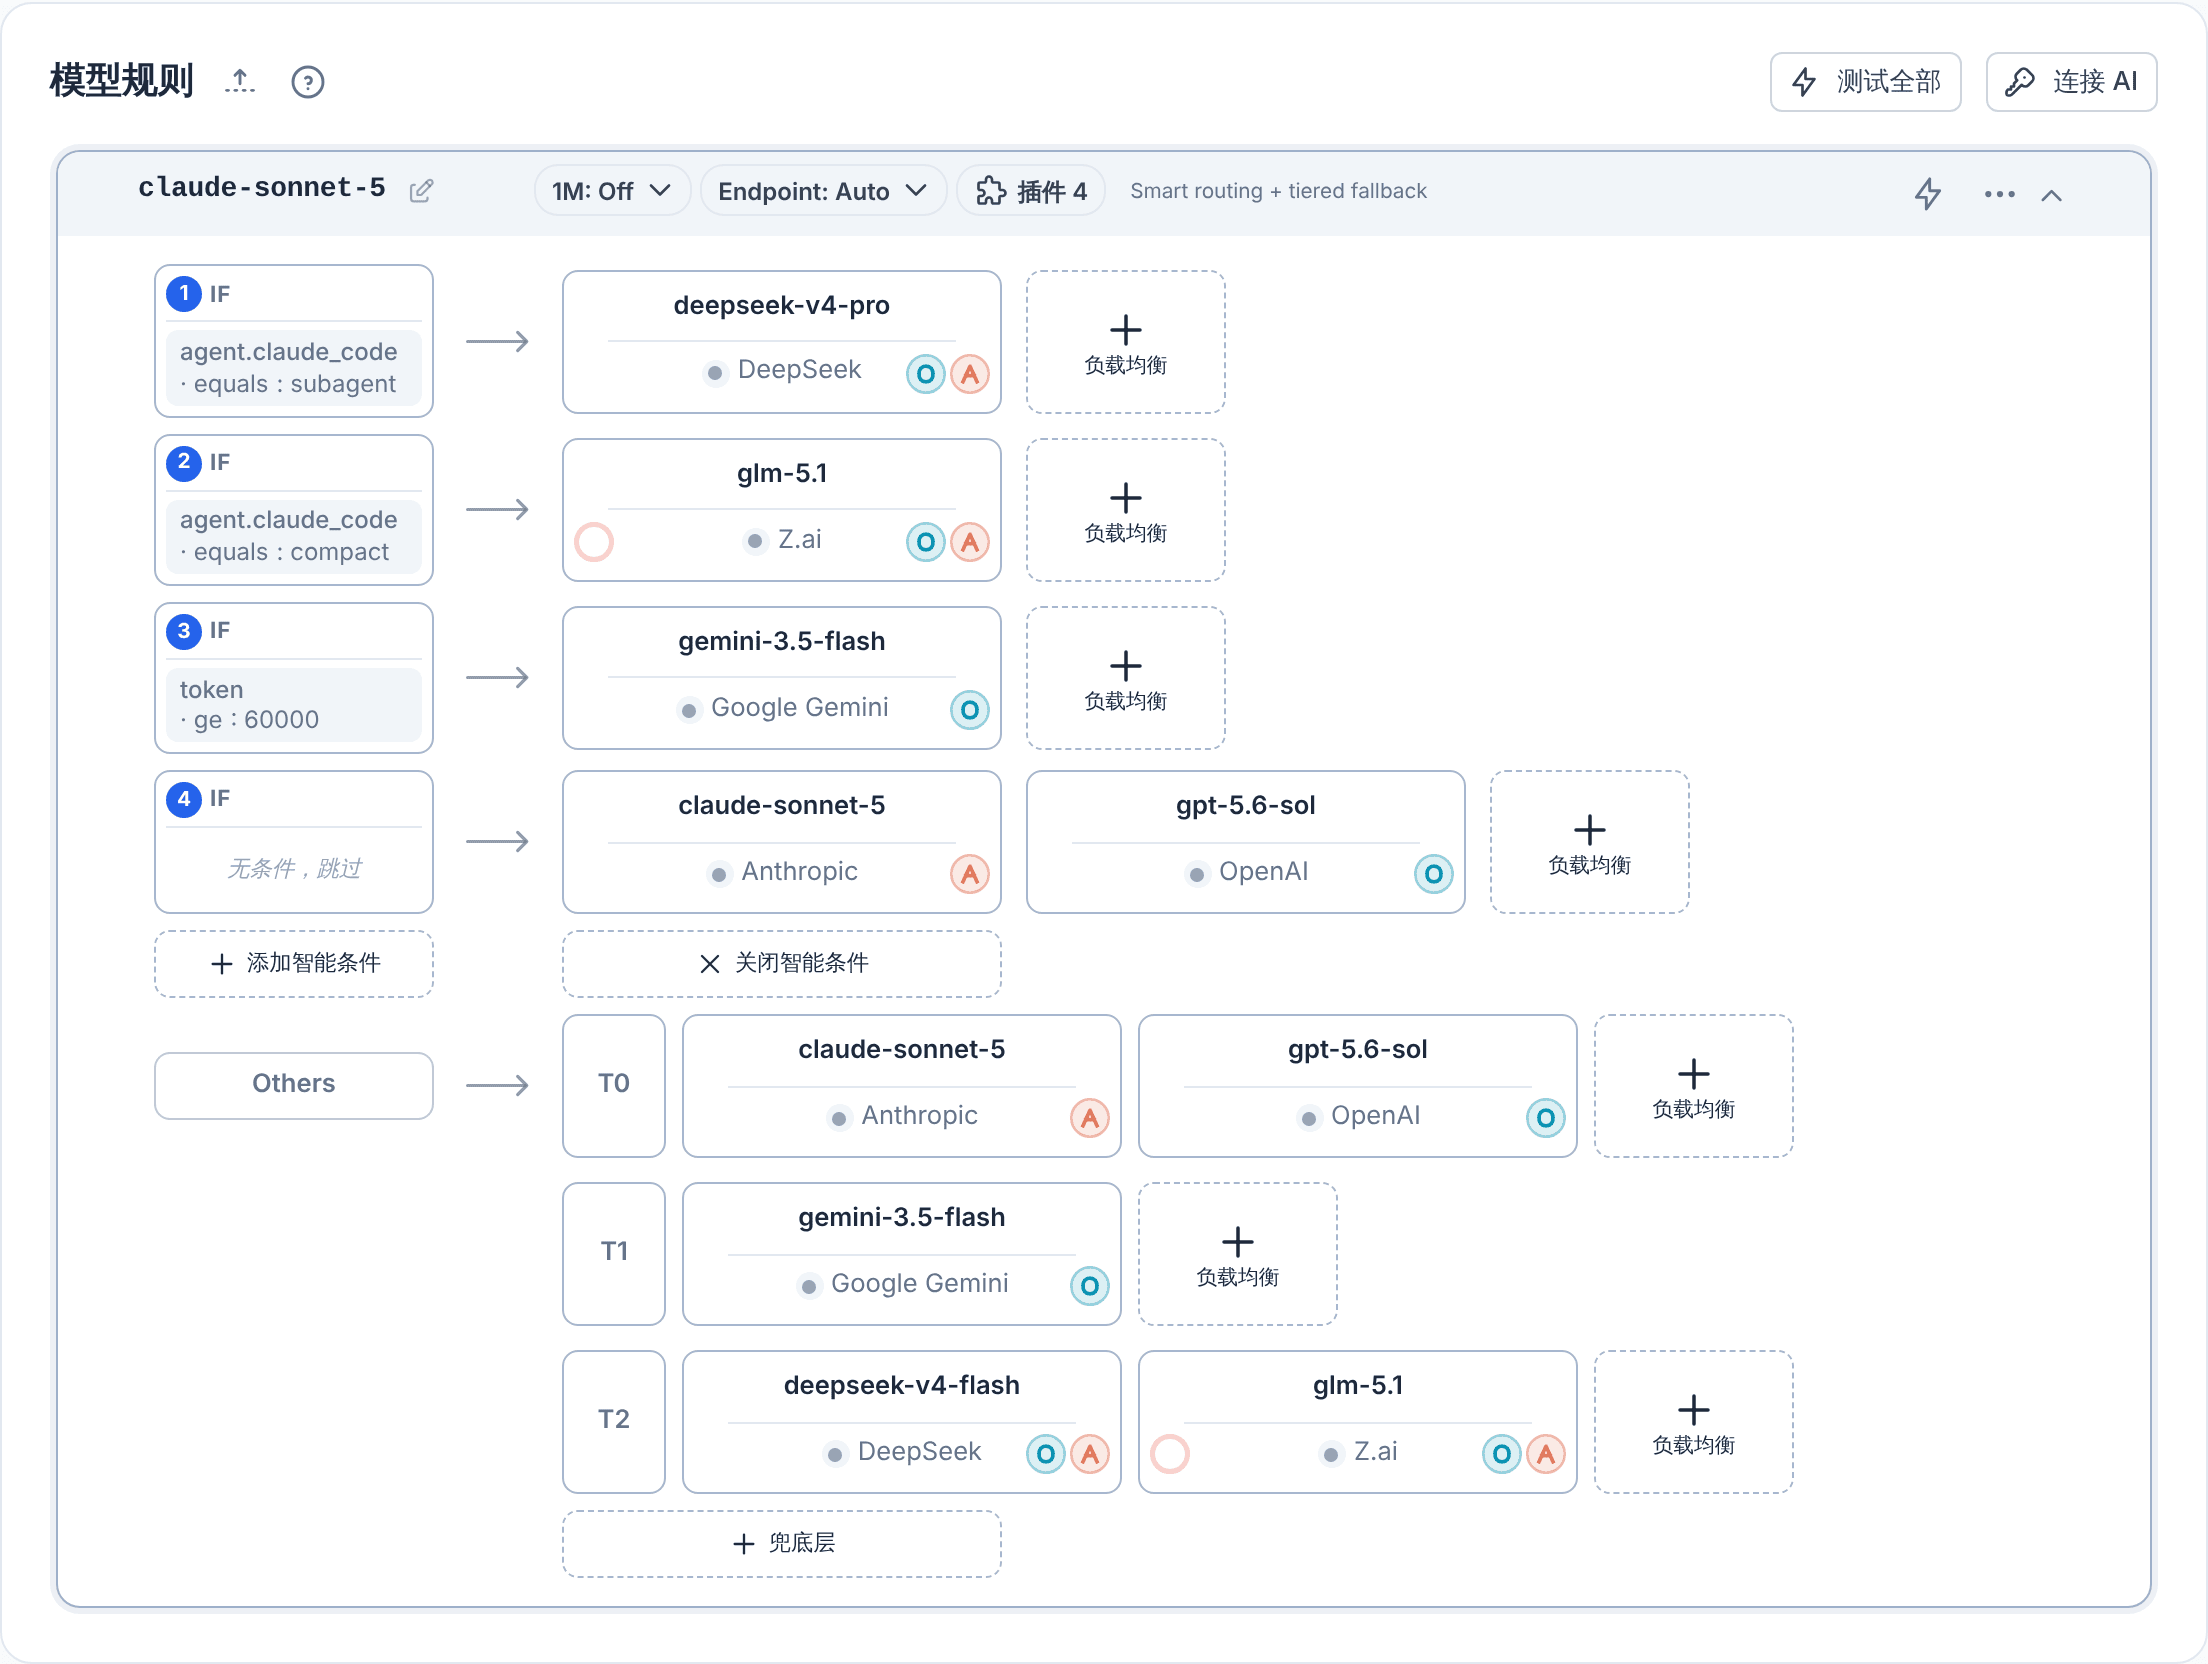 模型规则
测试全部
连接 AI
claude-sonnet-5
1M: Off
Endpoint: Auto
插件 4
Smart routing + tiered fallback
1 IF
agent.claude_code
· equals : subagent
deepseek-v4-pro
DeepSeek
O A
负载均衡
2 IF
agent.claude_code
· equals : compact
glm-5.1
Z.ai
O A
负载均衡
3 IF
token
· ge : 60000
gemini-3.5-flash
Google Gemini
O
负载均衡
4 IF
无条件，跳过
claude-sonnet-5
Anthropic
A
gpt-5.6-sol
OpenAI
O
负载均衡
添加智能条件
关闭智能条件
Others
T0
claude-sonnet-5
Anthropic
A
gpt-5.6-sol
OpenAI
O
负载均衡
T1
gemini-3.5-flash
Google Gemini
O
负载均衡
T2
deepseek-v4-flash
DeepSeek
O A
glm-5.1
Z.ai
O A
负载均衡
兜底层